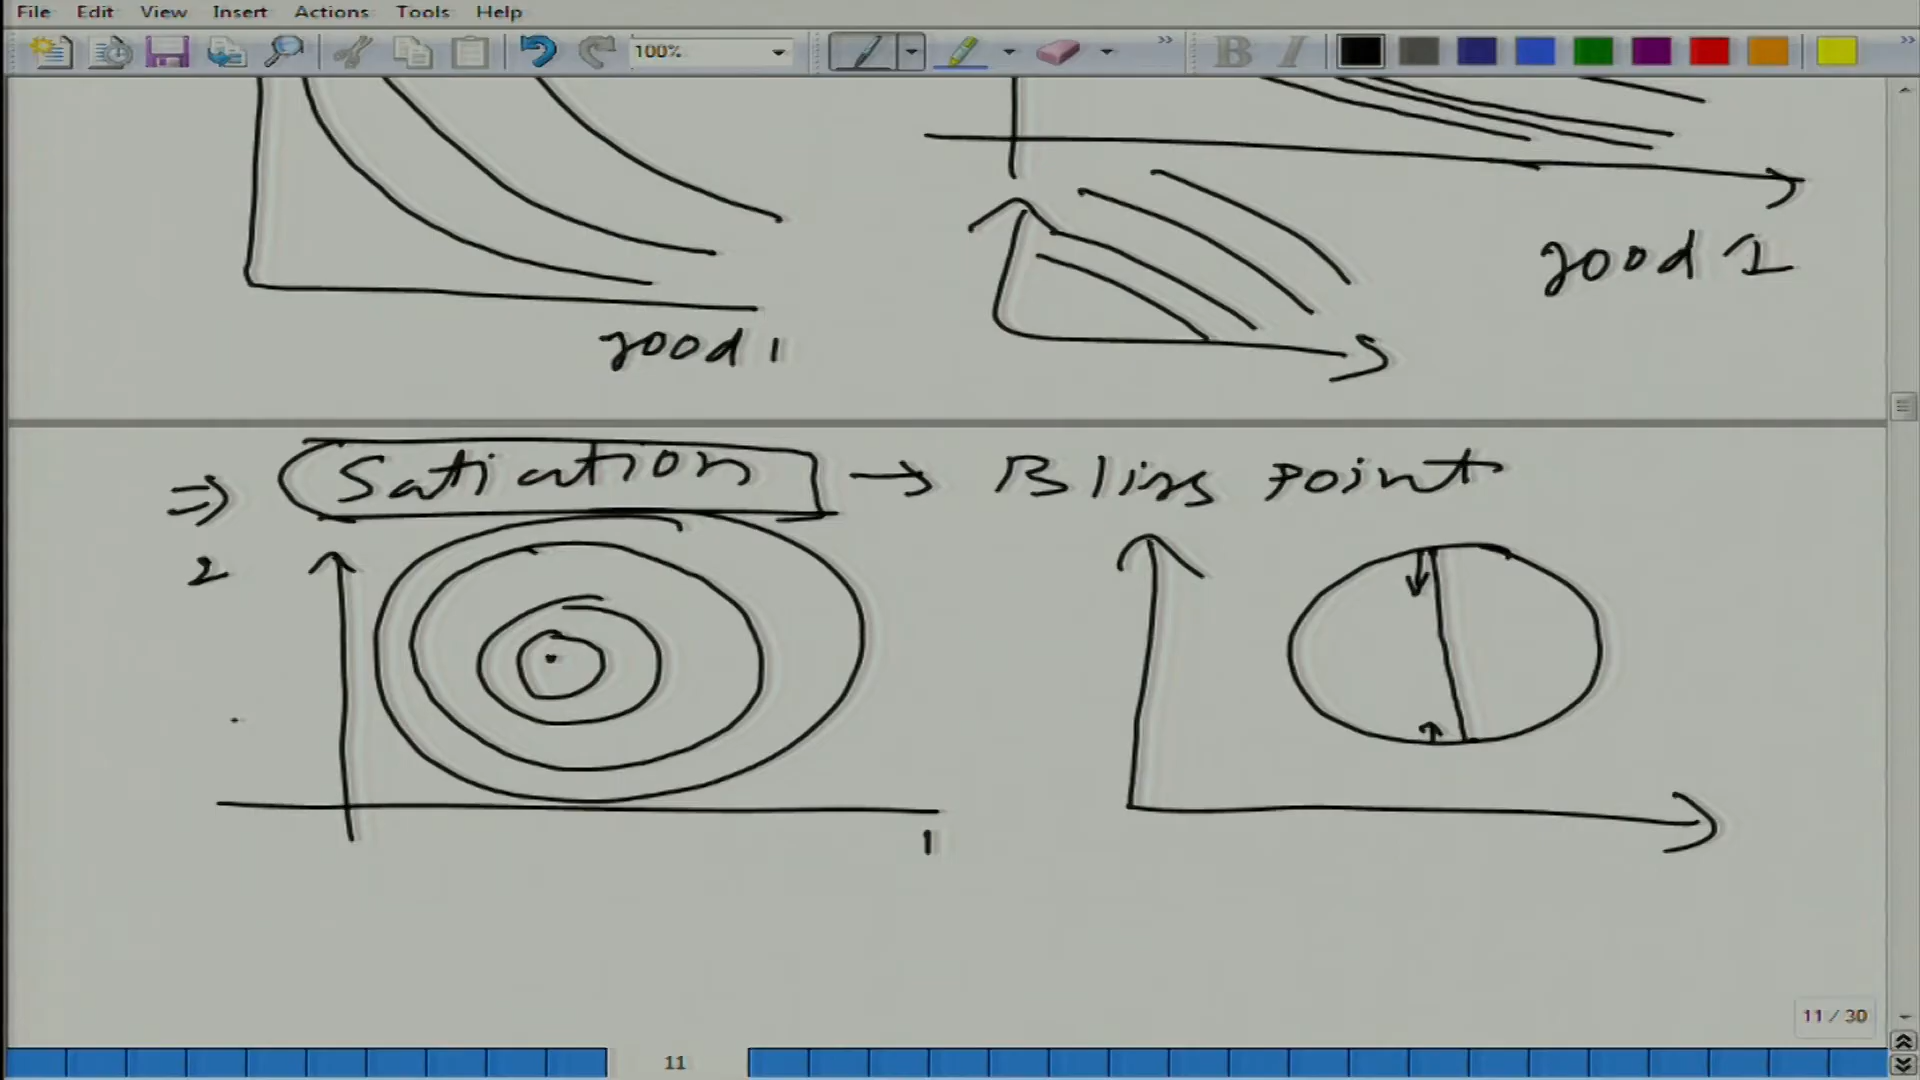 File Edit View Insert Actions Tools Help
100%
B I
good 1
good 1
=> Satiation → Bliss Point
2
1
11 / 30
11